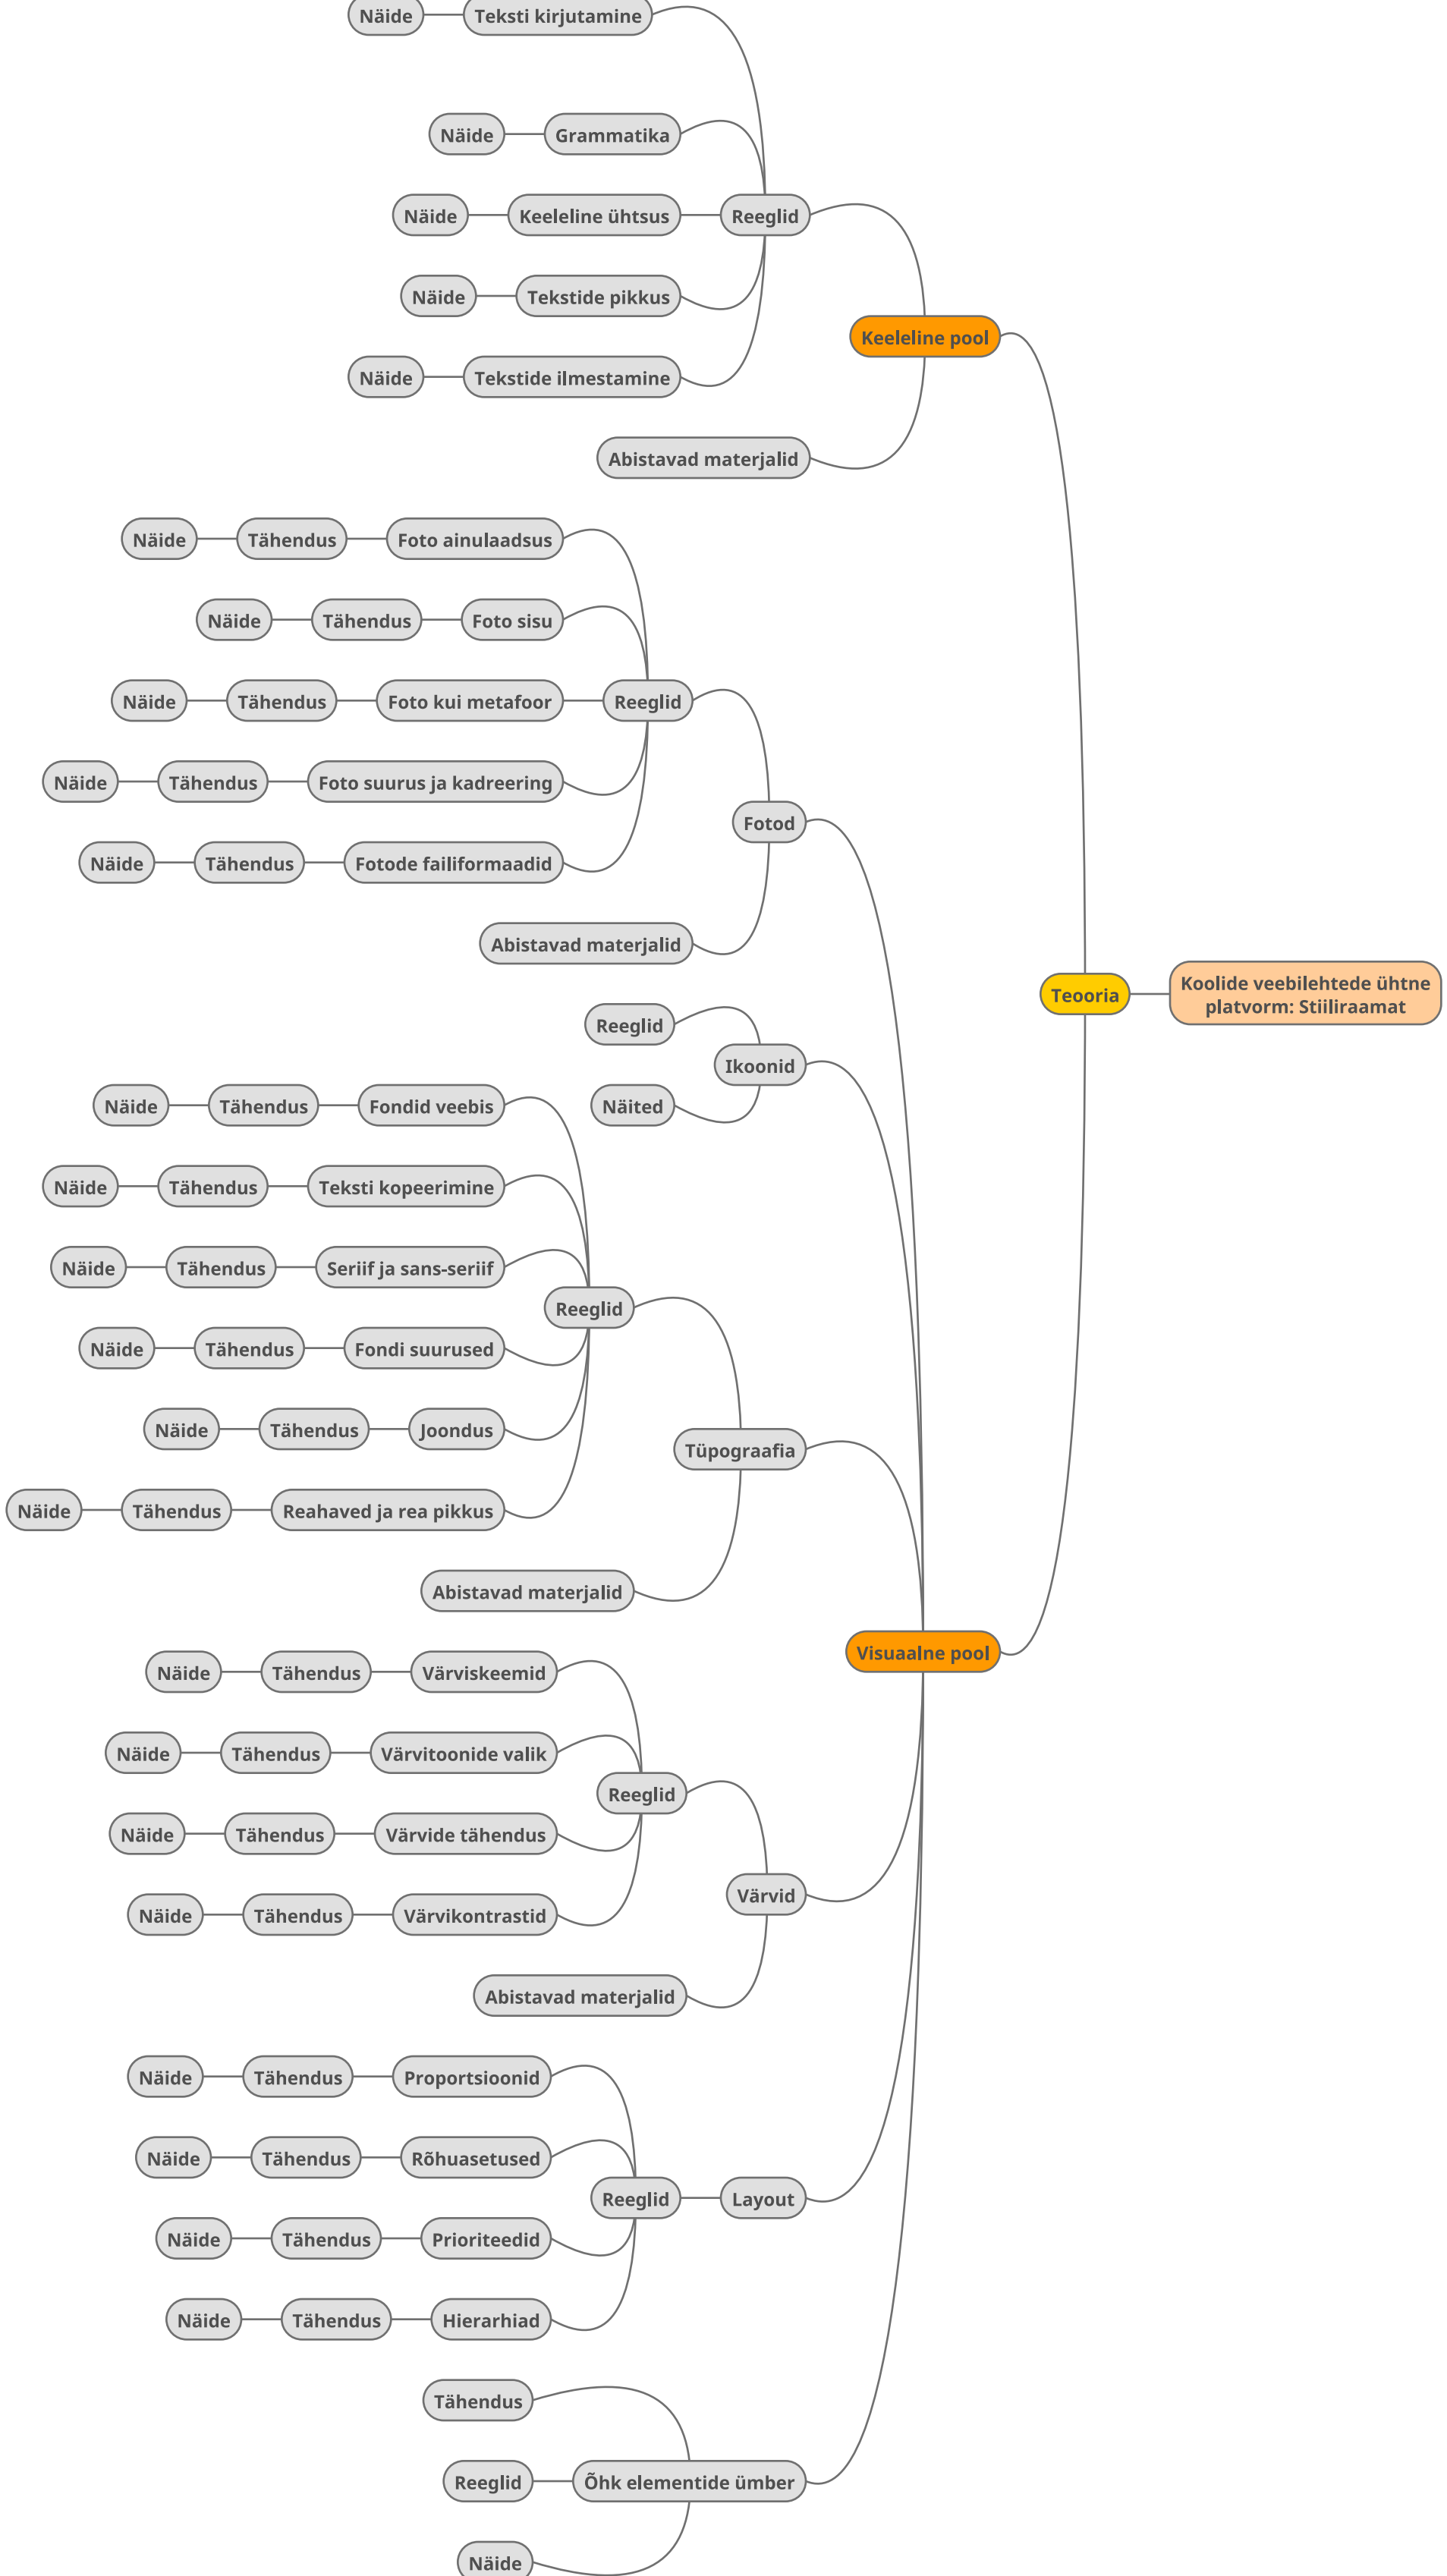 Näide
Teksti kirjutamine
Näide
Grammatika
Näide
Keeleline ühtsus
Reeglid
Näide
Tekstide pikkus
Keeleline pool
Näide
Tekstide ilmestamine
Abistavad materjalid
Näide
Tähendus
Foto ainulaadsus
Näide
Tähendus
Foto sisu
Näide
Tähendus
Foto kui metafoor
Reeglid
Näide
Tähendus
Foto suurus ja kadreering
Fotod
Näide
Tähendus
Fotode failiformaadid
Abistavad materjalid
Teooria
Koolide veebilehtede ühtne
platvorm: Stiiliraamat
Reeglid
Ikoonid
Näited
Näide
Tähendus
Fondid veebis
Näide
Tähendus
Teksti kopeerimine
Näide
Tähendus
Seriif ja sans-seriif
Reeglid
Näide
Tähendus
Fondi suurused
Näide
Tähendus
Joondus
Tüpograafia
Näide
Tähendus
Reahaved ja rea pikkus
Abistavad materjalid
Visuaalne pool
Näide
Tähendus
Värviskeemid
Näide
Tähendus
Värvitoonide valik
Reeglid
Näide
Tähendus
Värvide tähendus
Värvid
Näide
Tähendus
Värvikontrastid
Abistavad materjalid
Näide
Tähendus
Proportsioonid
Näide
Tähendus
Rõhuasetused
Reeglid
Layout
Näide
Tähendus
Prioriteedid
Näide
Tähendus
Hierarhiad
Tähendus
Reeglid
Õhk elementide ümber
Näide